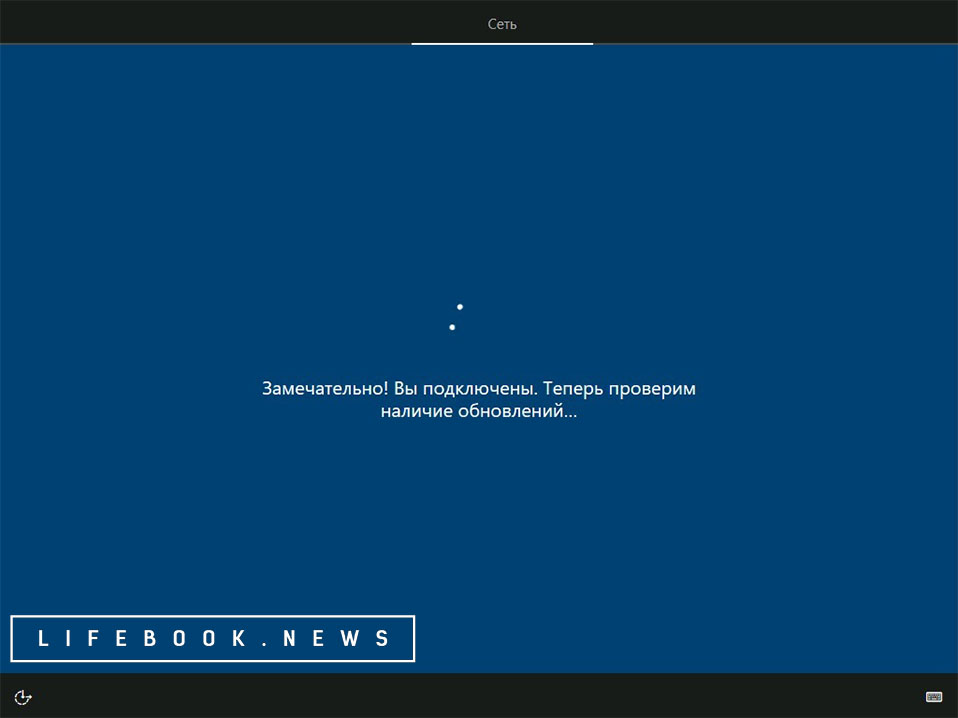 Сеть
Замечательно! Вы подключены. Теперь проверим
наличие обновлений...
LIFEBOOK.NEWS